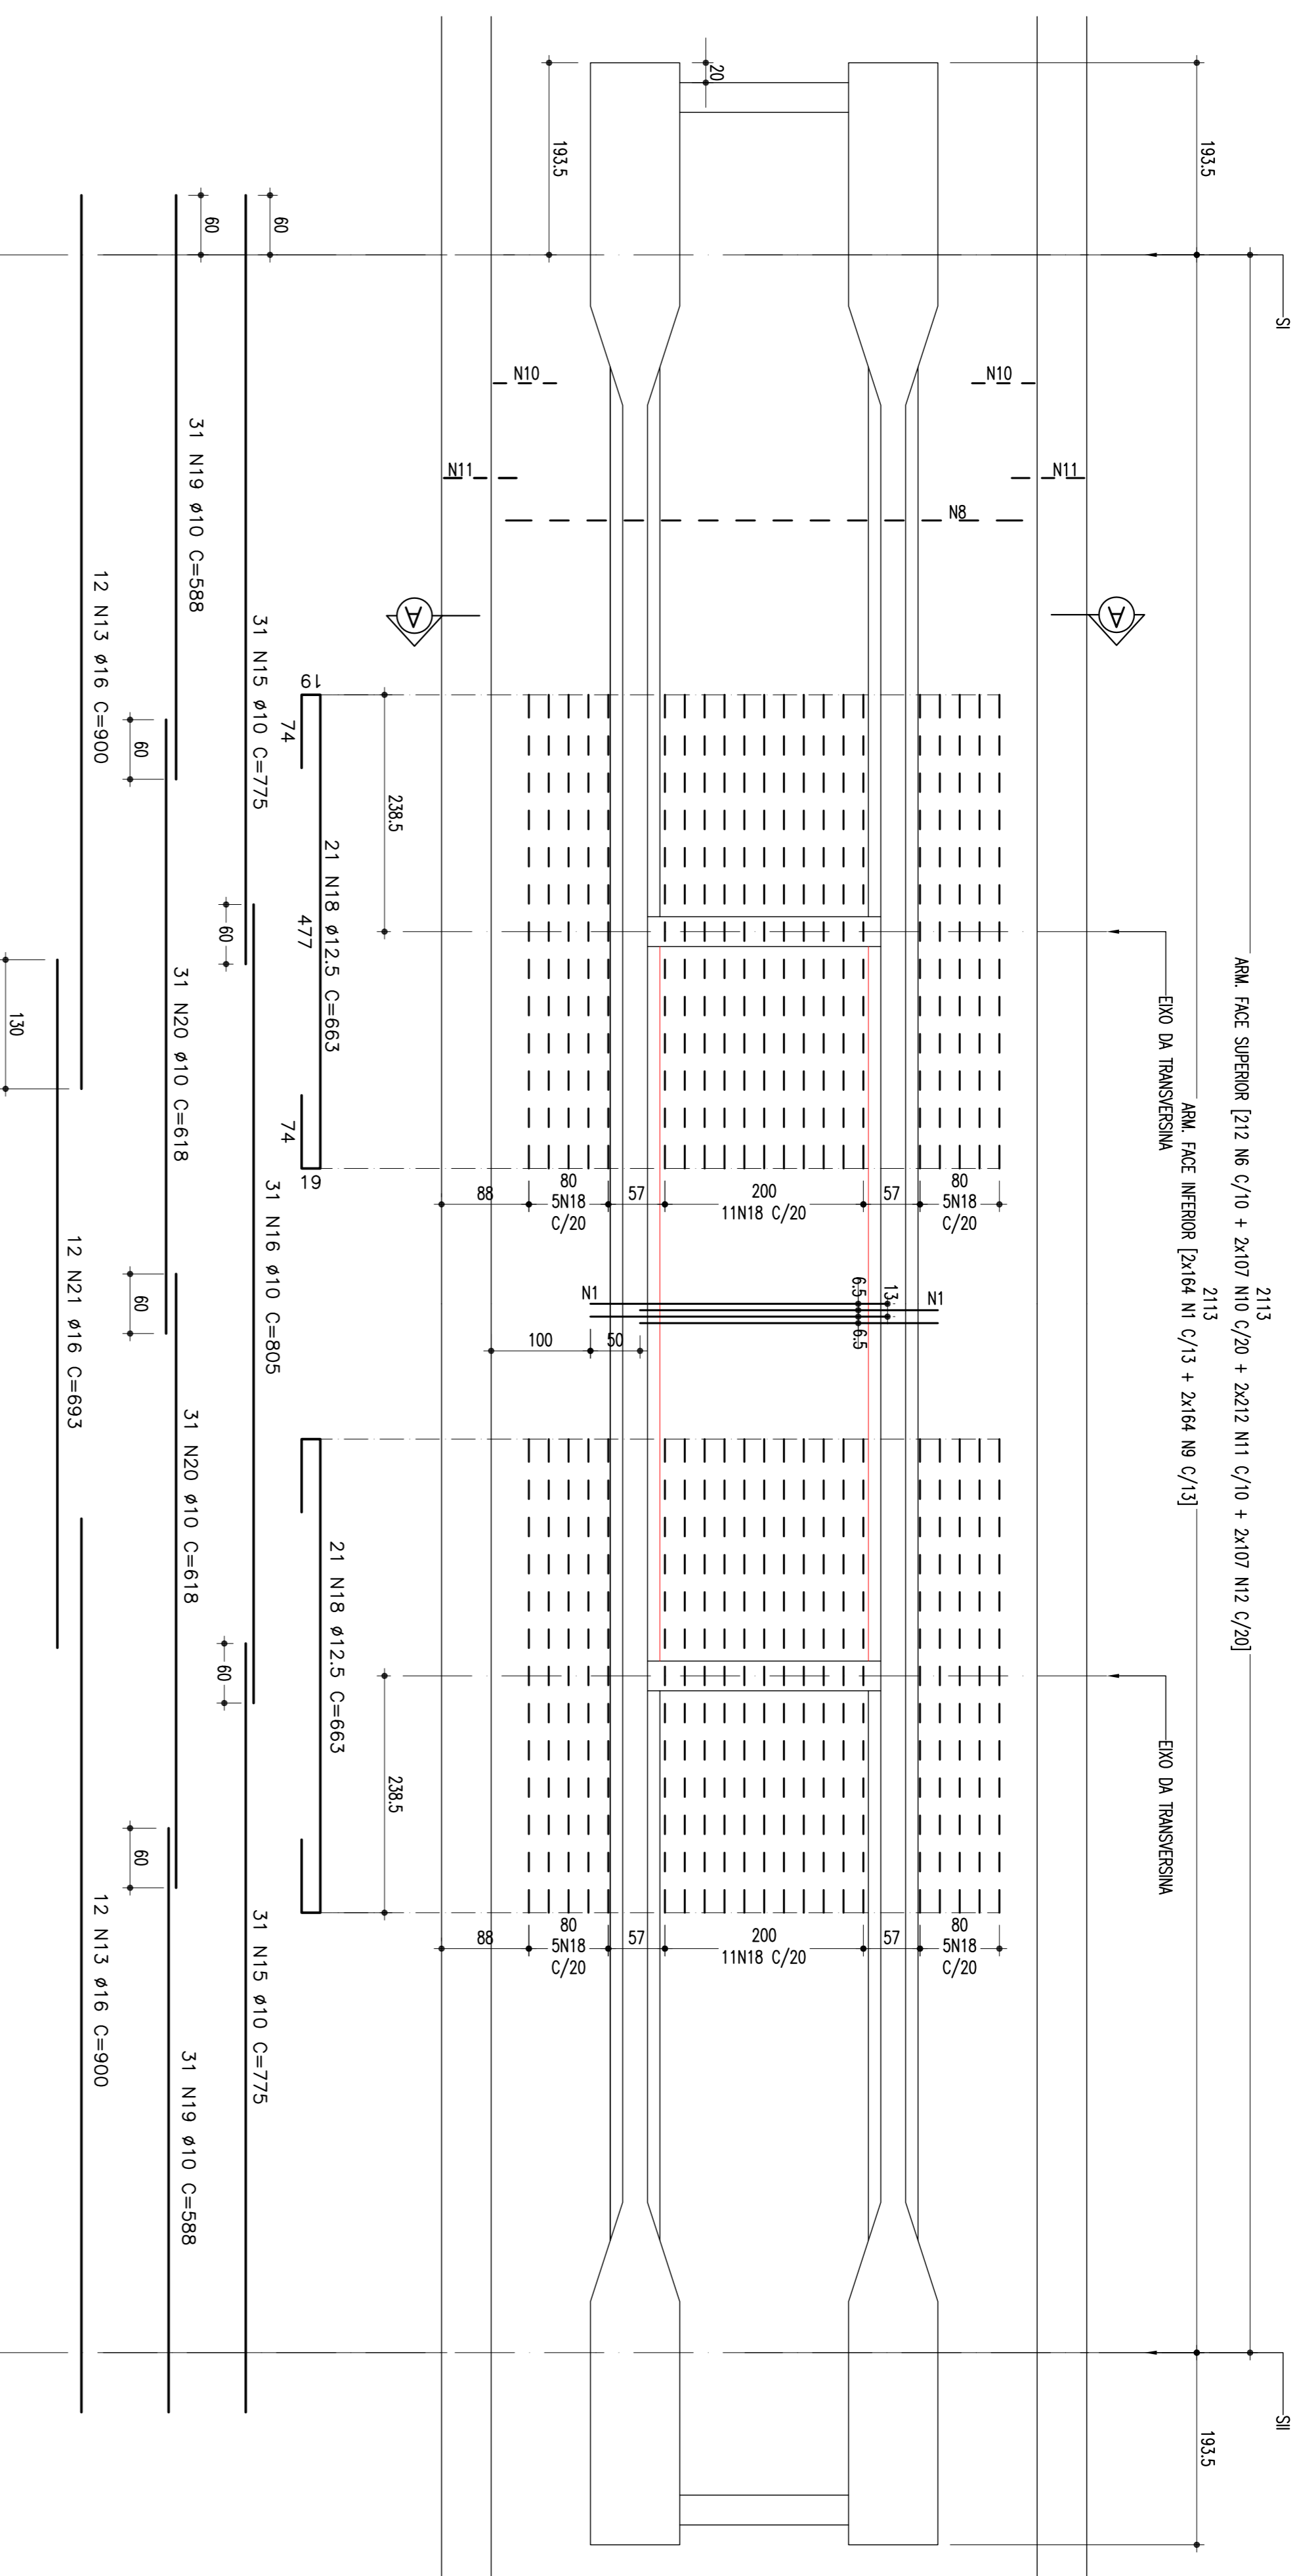 SI
SII
2113
ARM. FACE SUPERIOR [212 N6 C/10 + 2x107 N10 C/20 + 2x212 N11 C/10 + 2x107 N12 C/20]
193.5
2113
193.5
ARM. FACE INFERIOR [2x164 N1 C/13 + 2x164 N9 C/13]
EIXO DA TRANSVERSINA
EIXO DA TRANSVERSINA
A
N11
N11
N10
N10
N8
20
193.5
80
5N18
C/20
57
200
11N18 C/20
57
80
5N18
C/20
88
80
5N18
C/20
57
200
11N18 C/20
57
80
5N18
C/20
88
N1
N1
13
6.5
6.5
50
100
A
238.5
238.5
21 N18 ø12.5 C=663
19
74
477
74
19
21 N18 ø12.5 C=663
60
31 N15 ø10 C=775
60
31 N16 ø10 C=805
60
31 N15 ø10 C=775
60
31 N19 ø10 C=588
60
31 N20 ø10 C=618
60
31 N20 ø10 C=618
60
31 N19 ø10 C=588
12 N13 ø16 C=900
12 N21 ø16 C=693
12 N13 ø16 C=900
130